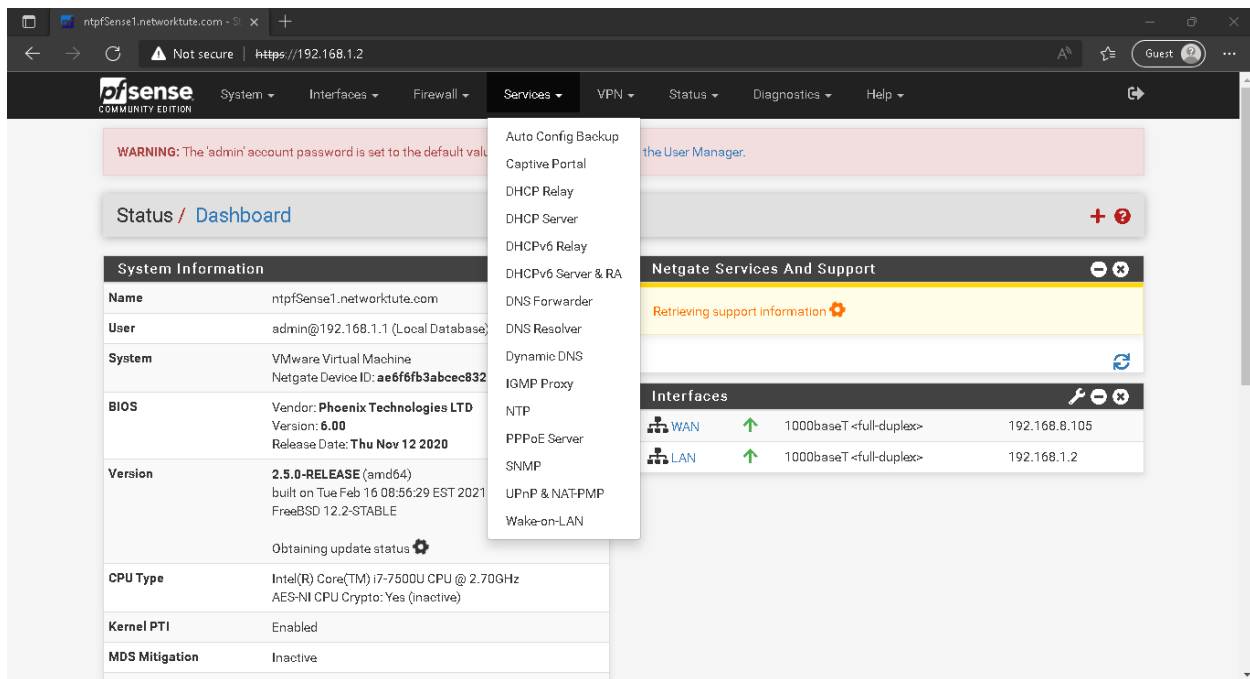 ntpfSense1.networktute.com - St
Not secure | https://192.168.1.2
Guest
pfsense
COMMUNITY EDITION
System
Interfaces
Firewall
Services
VPN
Status
Diagnostics
Help
Auto Config Backup
Captive Portal
DHCP Relay
DHCP Server
DHCPv6 Relay
DHCPv6 Server & RA
DNS Forwarder
DNS Resolver
Dynamic DNS
IGMP Proxy
NTP
PPPoE Server
SNMP
UPnP & NAT-PMP
Wake-on-LAN
WARNING: The 'admin' account password is set to the default valu the User Manager.
Status / Dashboard
System Information
Name ntpfSense1.networktute.com
User admin@192.168.1.1 (Local Database)
System VMware Virtual Machine
Netgate Device ID: ae6f6fb3abcec832
BIOS Vendor: Phoenix Technologies LTD
Version: 6.00
Release Date: Thu Nov 12 2020
Version 2.5.0-RELEASE (amd64)
built on Tue Feb 16 08:56:29 EST 2021
FreeBSD 12.2-STABLE
Obtaining update status
CPU Type Intel(R) Core(TM) i7-7500U CPU @ 2.70GHz
AES-NI CPU Crypto: Yes (inactive)
Kernel PTI Enabled
MDS Mitigation Inactive
Netgate Services And Support
Retrieving support information
Interfaces
WAN 1000baseT <full-duplex> 192.168.8.105
LAN 1000baseT <full-duplex> 192.168.1.2